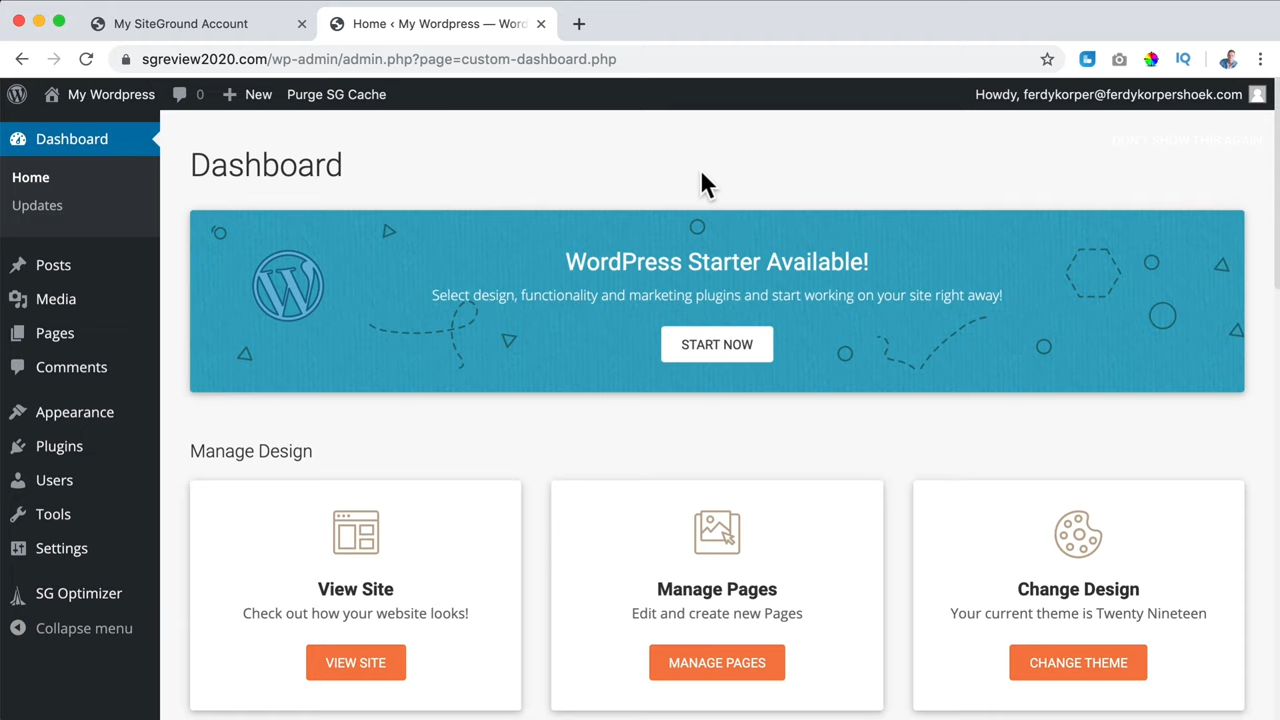 My SiteGround Account
Home ‹ My Wordpress — Word
sgreview2020.com/wp-admin/admin.php?page=custom-dashboard.php
My Wordpress
0
New
Purge SG Cache
Howdy, ferdykorper@ferdykorpershoek.com
Dashboard
Home
Updates
Posts
Media
Pages
Comments
Appearance
Plugins
Users
Tools
Settings
SG Optimizer
Collapse menu
DON'T SHOW THIS AGAIN
Dashboard
WordPress Starter Available!
Select design, functionality and marketing plugins and start working on your site right away!
START NOW
Manage Design
View Site
Check out how your website looks!
VIEW SITE
Manage Pages
Edit and create new Pages
MANAGE PAGES
Change Design
Your current theme is Twenty Nineteen
CHANGE THEME